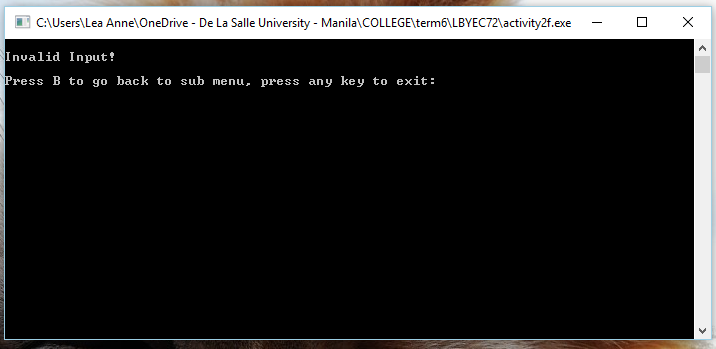 C:\Users\Lea Anne\OneDrive - De La Salle University - Manila\COLLEGE\term6\LBYEC72\activity2f.exe
Invalid Input!
Press B to go back to sub menu, press any key to exit: